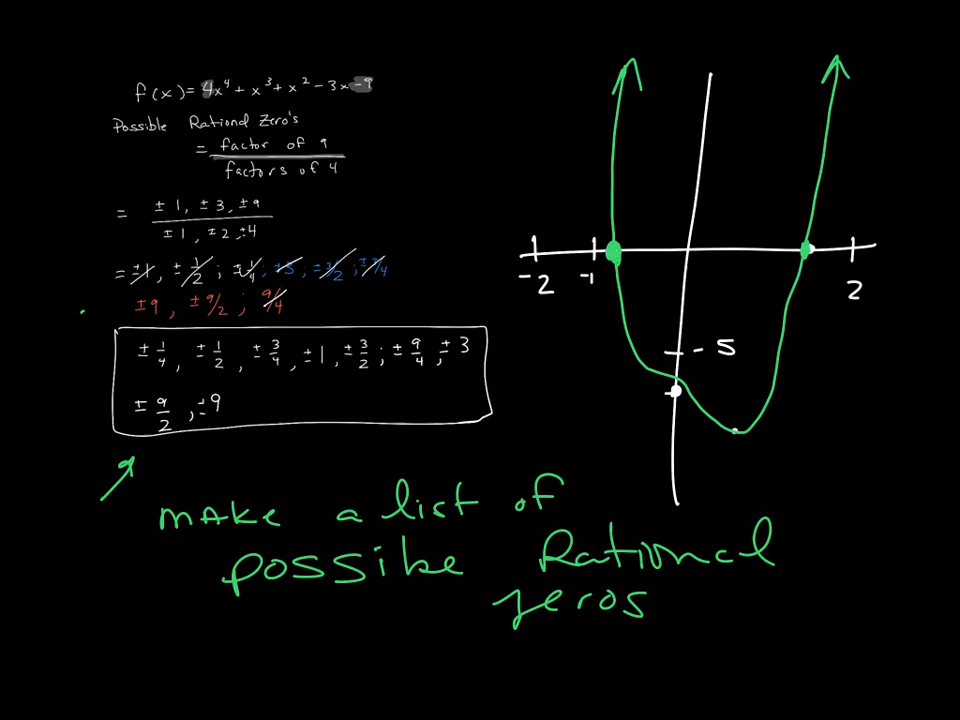 f(x) = 4x⁴ + x³ + x² - 3x - 9
Possible Rational Zero's
= factor of 9
factors of 4
= ± 1, ± 3, ± 9
± 1, ± 2, ± 4
= ± 1, ± 1/2; ± 1/4; ± 3; ± 3/2; ± 3/4
± 9, ± 9/2; 9/4
± 1/4, ± 1/2, ± 3/4, ± 1, ± 3/2; ± 9/4, ± 3
± 9/2, ± 9
make a list of
possibe Rational
zeros
-2
-1
2
- 5